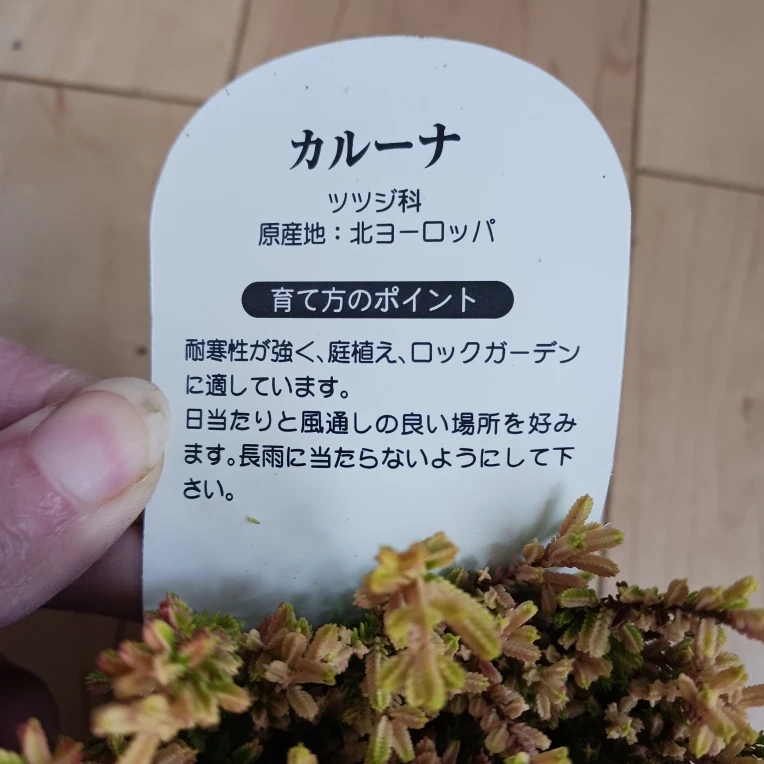 カルーナ
ツツジ科
原産地：北ヨーロッパ
育て方のポイント
耐寒性が強く、庭植え、ロックガーデン
に適しています。
日当たりと風通しの良い場所を好み
ます。長雨に当たらないようにして下
さい。